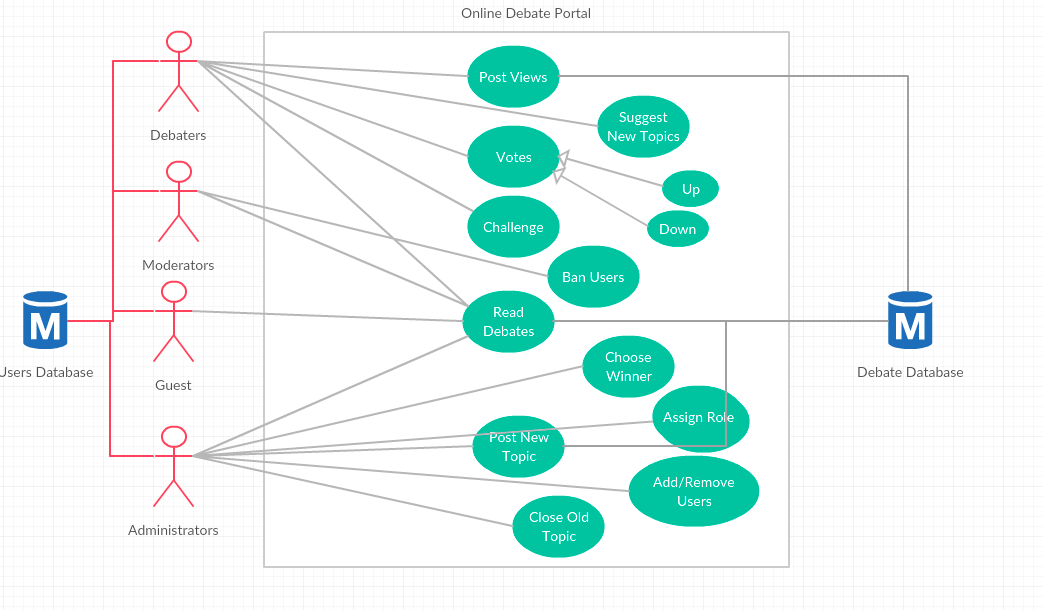 Online Debate Portal
Post Views
Suggest
New Topics
Debaters
Votes
Up
Challenge
Down
Moderators
Ban Users
M
Read
Debates
M
Users Database
Guest
Choose
Winner
Debate Database
Assign Role
Post New
Topic
Add/Remove
Users
Administrators
Close Old
Topic